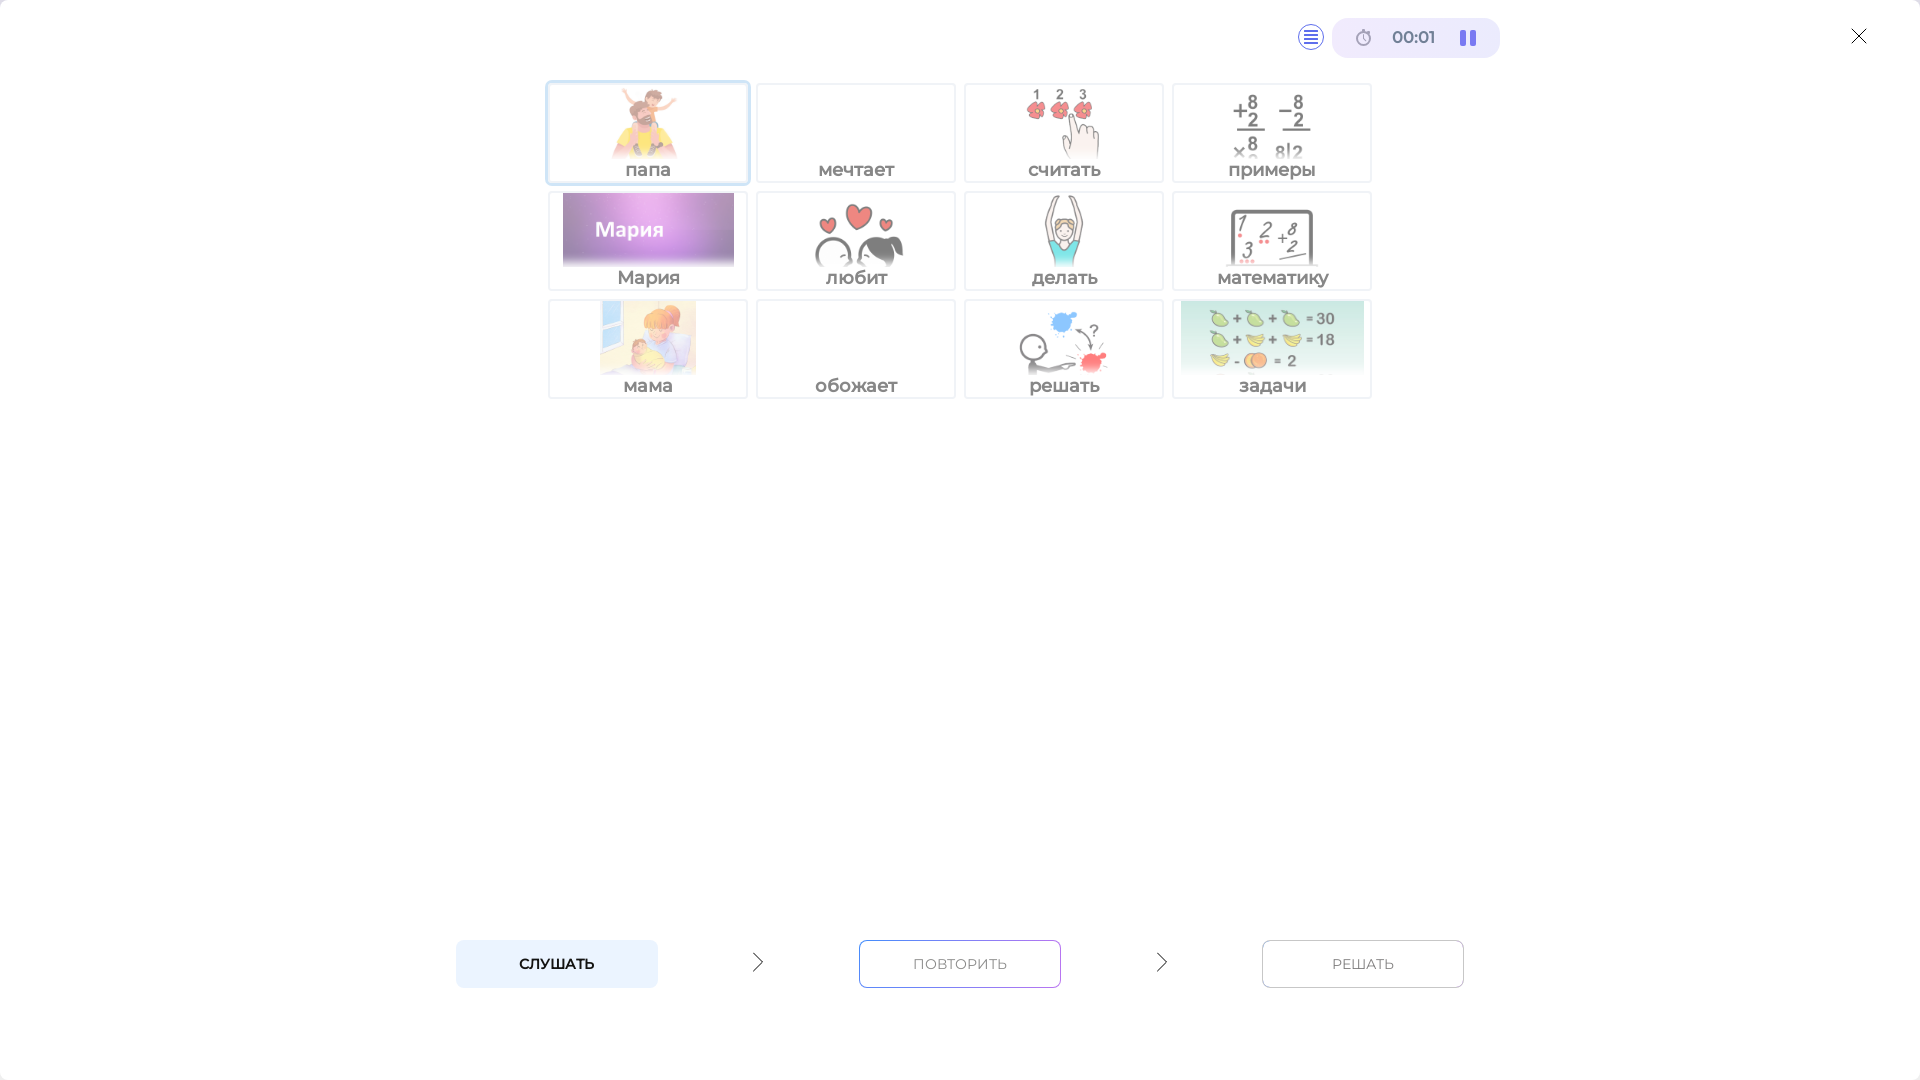 00:01
1 2 3
+8 −8
2 2
×8 8|2
папа
мечтает
считать
примеры
Мария
1 2 +8
3 2
Мария
любит
делать
математику
?
+ + = 30
+ + = 18
- = 2
мама
обожает
решать
задачи
СЛУШАТЬ
ПОВТОРИТЬ
РЕШАТЬ